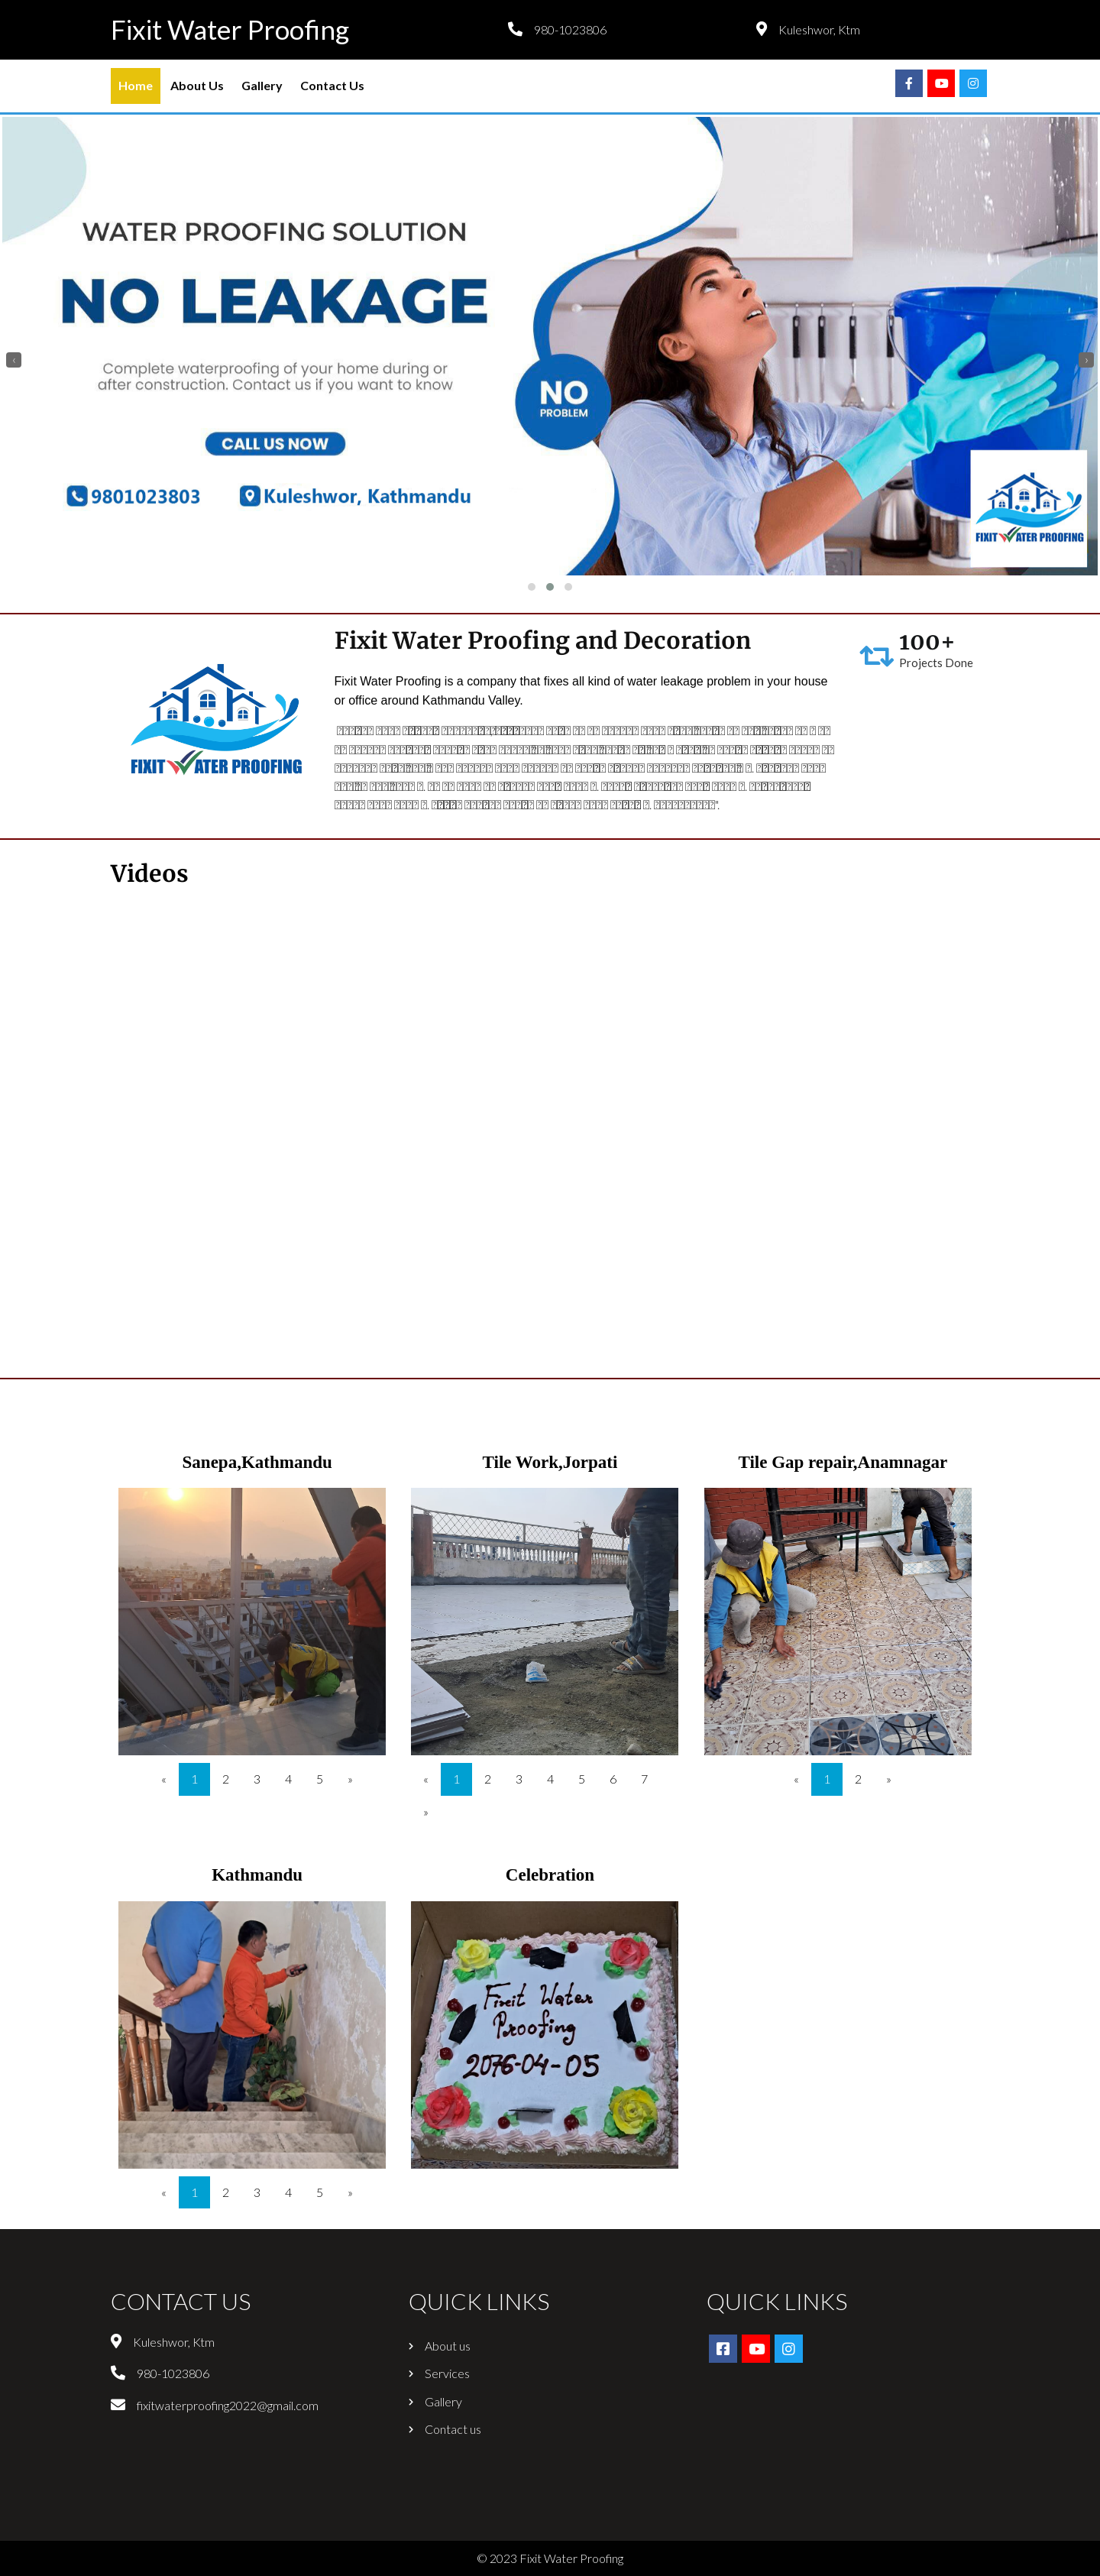 Fixit Water Proofing
980-1023806
Kuleshwor, Ktm
Home
About Us
Gallery
Contact Us
WATER PROOFING SOLUTION
NO LEAKAGE
Complete waterproofing of your home during or
after construction. Contact us if you want to know
CALL US NOW
9801023803
Kuleshwor, Kathmandu
NO
PROBLEM
FIXIT WATER PROOFING
‹
›
Fixit Water Proofing and Decoration
100+
Projects Done
FIXIT WATER PROOFING
Fixit Water Proofing is a company that fixes all kind of water leakage problem in your house
or office around Kathmandu Valley.
Videos
Sanepa,Kathmandu
Tile Work,Jorpati
Tile Gap repair,Anamnagar
« 1 2 3 4 5 »
« 1 2 3 4 5 6 7
»
« 1 2 »
Kathmandu
Celebration
Fixit Water
Proofing
2076-04-05
« 1 2 3 4 5 »
CONTACT US
Kuleshwor, Ktm
980-1023806
fixitwaterproofing2022@gmail.com
QUICK LINKS
About us
Services
Gallery
Contact us
QUICK LINKS
© 2023 Fixit Water Proofing